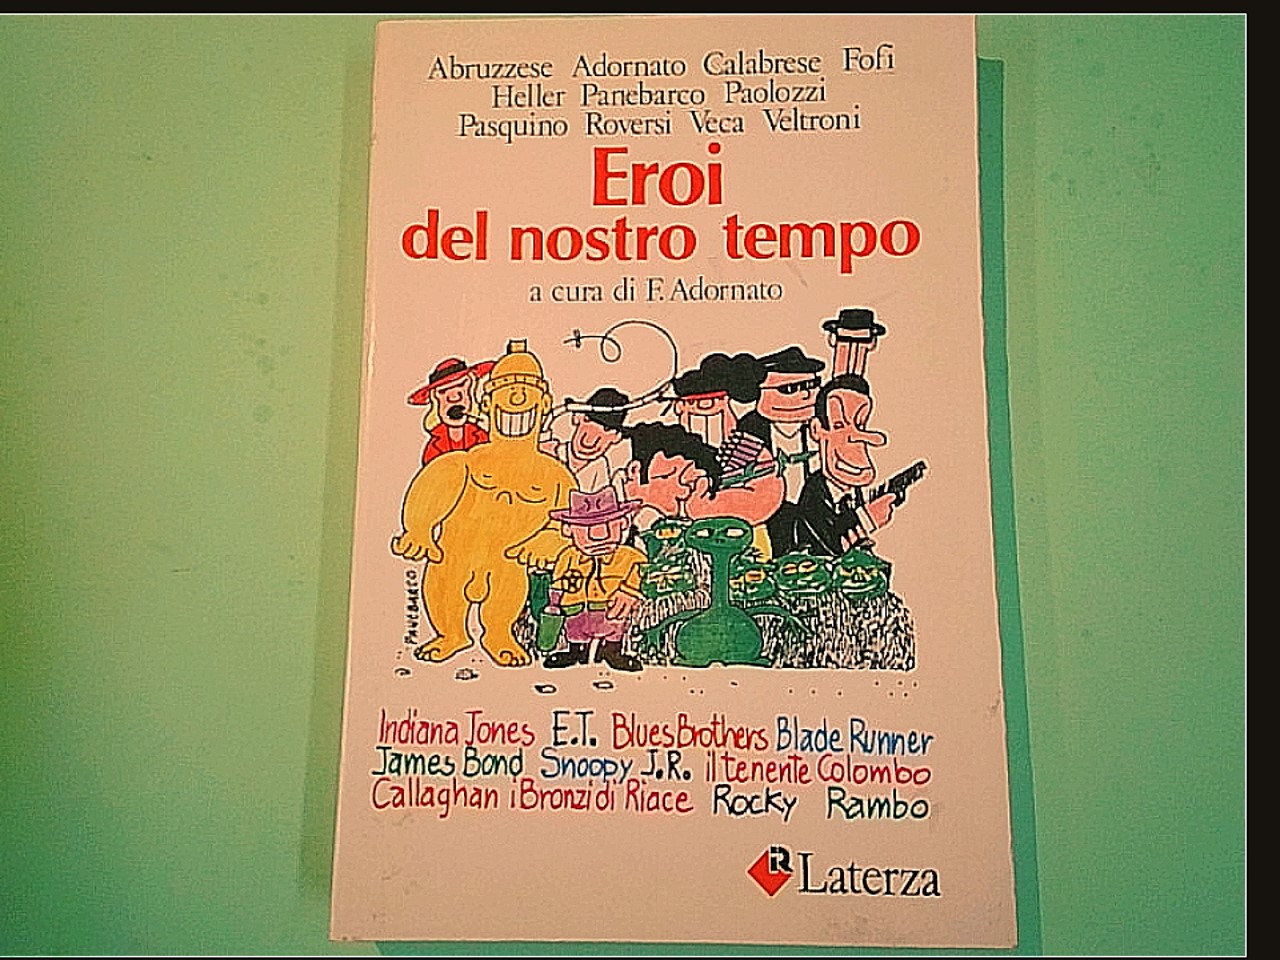 Abruzzese Adornato Calabrese Fofi
Heller Panebarco Paolozzi
Pasquino Roversi Veca Veltroni
Eroi
del nostro tempo
a cura di F. Adornato
PANEBARCO
Indiana Jones E.T. Blues Brothers Blade Runner
James Bond Snoopy J.R. il tenente Colombo
Callaghan i Bronzi di Riace Rocky Rambo
Laterza